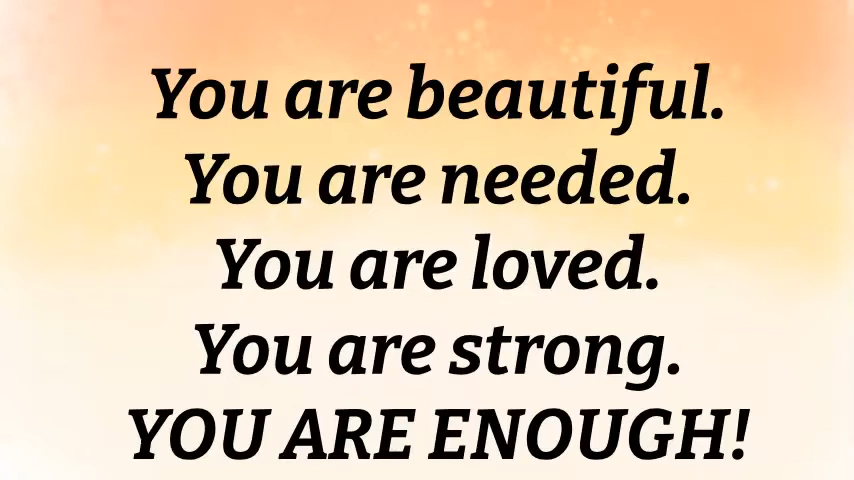 You are beautiful.
You are needed.
You are loved.
You are strong.
YOU ARE ENOUGH!